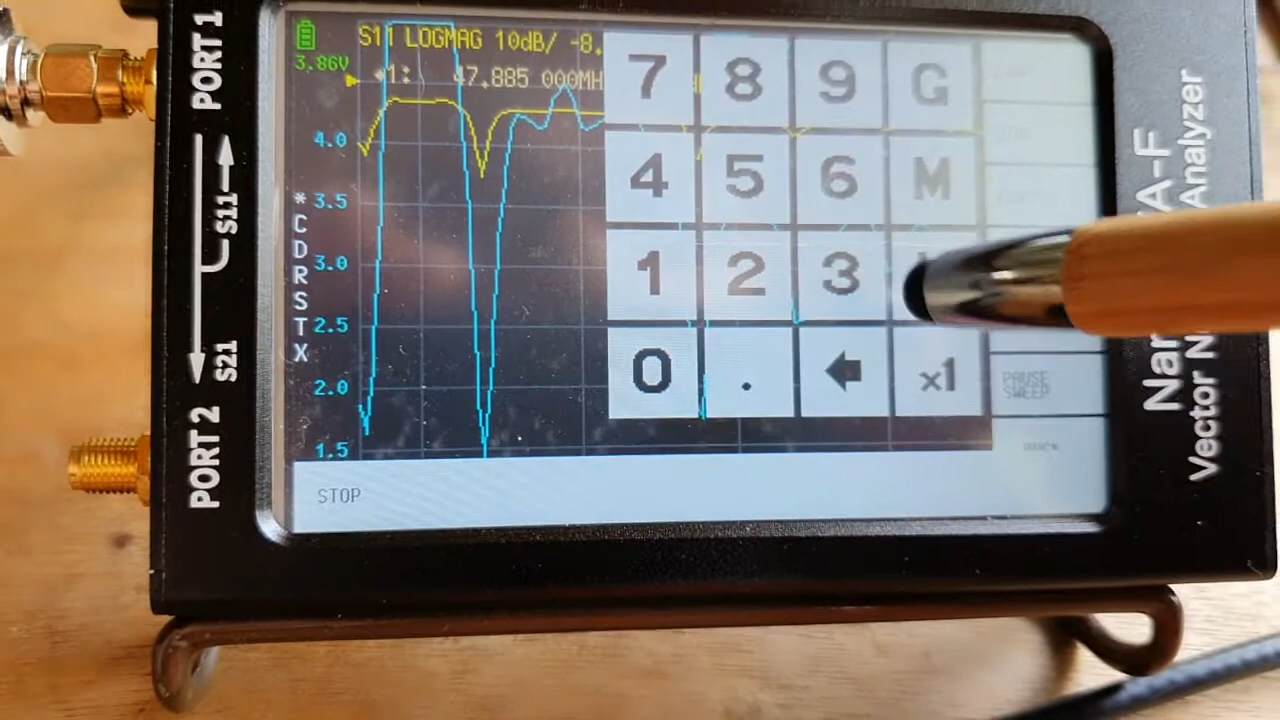 PORT 1
S11
S21
PORT 2
3.86V
S11 LOGMAG 10dB/ -8.
1: 47.885 000MH
4.0
3.5
3.0
2.5
2.0
1.5
*
C
D
R
S
T
X
7 8 9 G
4 5 6 M
1 2 3
0 . ×1
PAUSE
SWEEP
STOP
A-F
Analyzer
Nan
Vector N